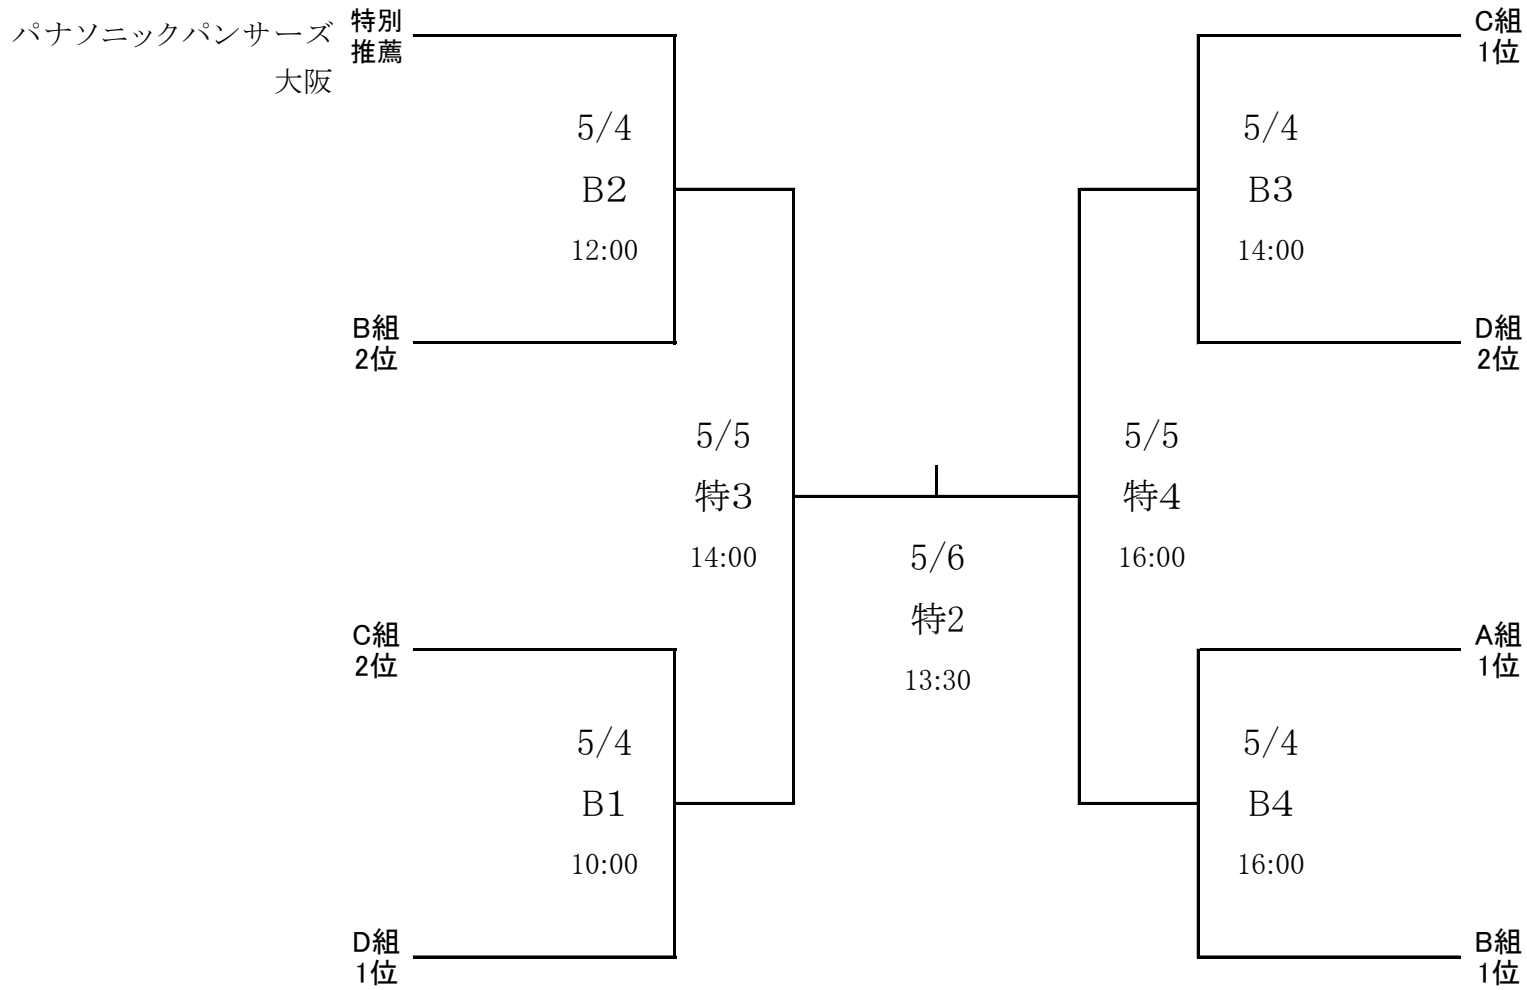 パナソニックパンサーズ
大阪
特別
推薦
5/4
B2
12:00
B組
2位
5/5
特3
14:00
C組
2位
5/4
B1
10:00
D組
1位
5/6
特2
13:30
C組
1位
5/4
B3
14:00
D組
2位
5/5
特4
16:00
A組
1位
5/4
B4
16:00
B組
1位